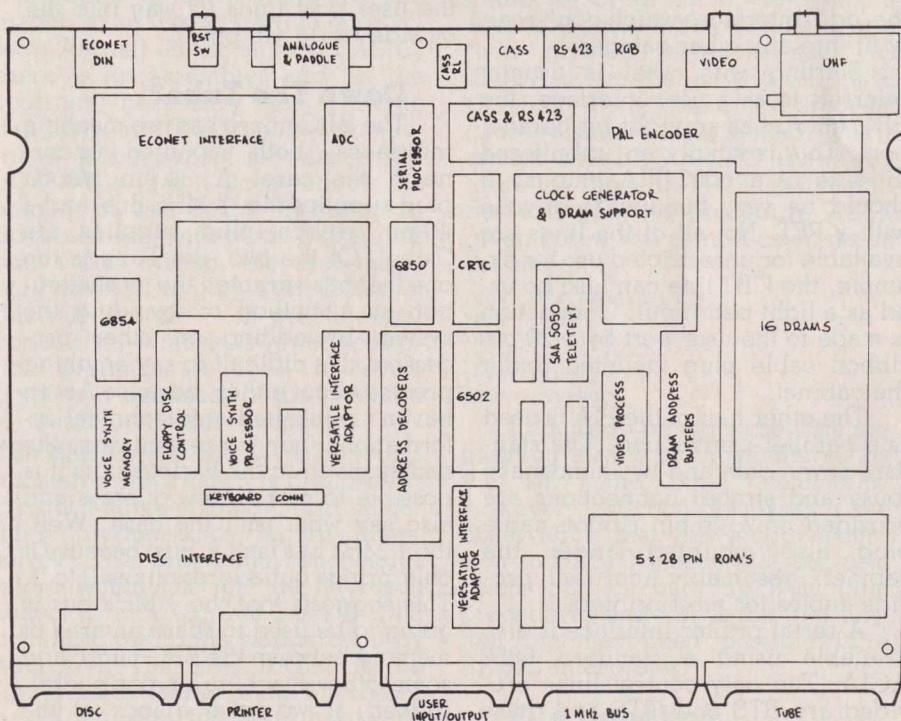 ECONET
DIN
RST
SW
ANALOGUE
& PADDLE
CASS
RL
CASS
RS423
RGB
VIDEO
UHF
ECONET INTERFACE
ADC
SERIAL
PROCESSOR
CASS & RS423
PAL ENCODER
CLOCK GENERATOR
& DRAM SUPPORT
6850
CRTC
SAA 5050
TELETEXT
6854
16 DRAMS
VOICE SYNTH
MEMORY
FLOPPY DISC
CONTROLLER
VOICE SYNTH
PROCESSOR
VERSATILE INTERFACE
ADAPTOR
ADDRESS DECODERS
6502
VIDEO PROCESS
DRAM ADDRESS
BUFFERS
KEYBOARD CONN
DISC INTERFACE
VERSATILE INTERFACE
ADAPTOR
5 x 28 PIN ROM'S
DISC
PRINTER
USER
INPUT/OUTPUT
1 MHz BUS
TUBE